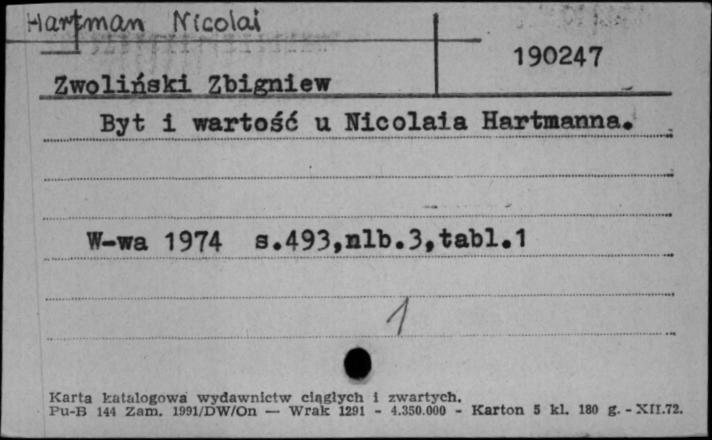 Hartman Nicolai
190247
Zwoliński Zbigniew
Byt i wartość u Nicolaia Hartmanna.
W-wa 1974 s.493,nlb.3,tabl.1
1
Karta katalogowa wydawnictw ciągłych i zwartych.
Pu-B 144 Zam. 1991/DW/On — Wrak 1291 - 4.350.000 - Karton 5 kl. 180 g. - XII.72.